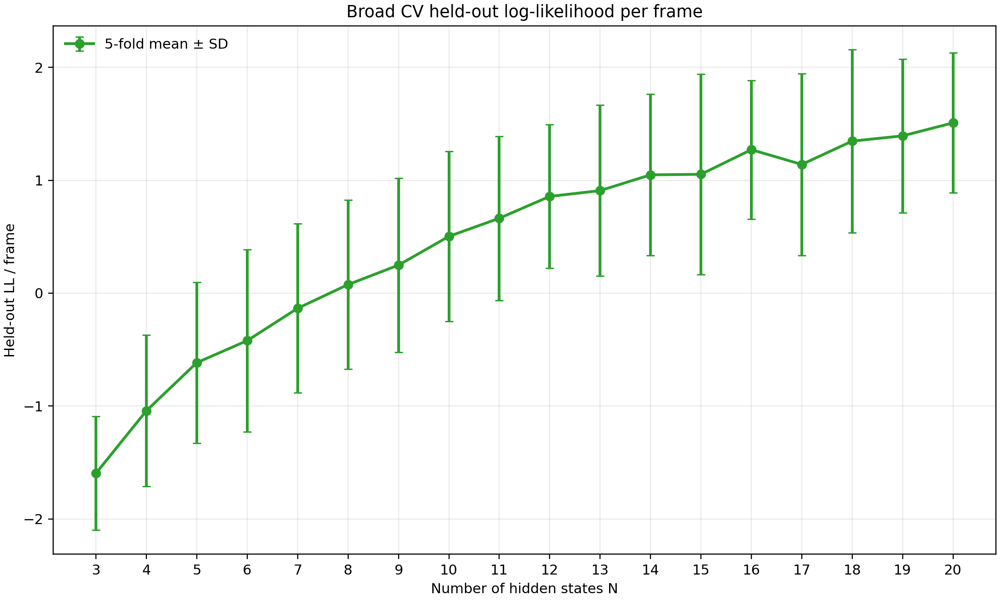 Broad CV held-out log-likelihood per frame
5-fold mean ± SD
Held-out LL / frame
2
1
0
−1
−2
3 4 5 6 7 8 9 10 11 12 13 14 15 16 17 18 19 20
Number of hidden states N